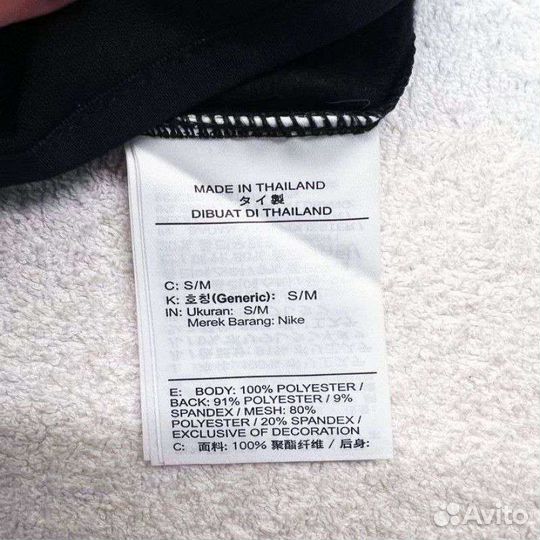 MADE IN THAILAND
タイ製
DIBUAT DI THAILAND
C: S/M
K: 호칭(Generic): S/M
IN: Ukuran: S/M
Merek Barang: Nike
E: BODY: 100% POLYESTER /
BACK: 91% POLYESTER / 9%
SPANDEX / MESH: 80%
POLYESTER / 20% SPANDEX /
EXCLUSIVE OF DECORATION
C: 面料: 100% 聚酯纤维 / 后身:
Avito